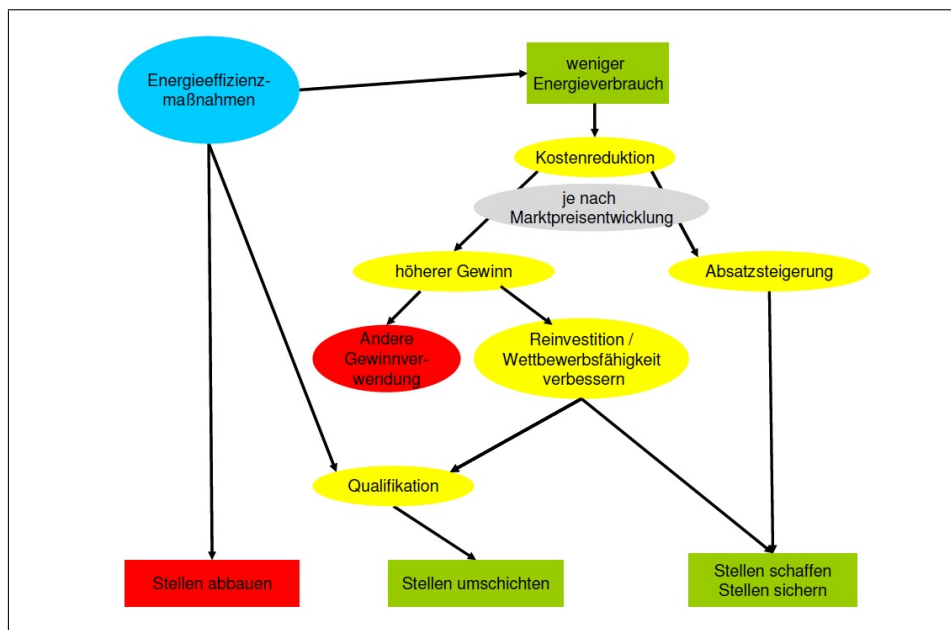 Energieeffizienz-
maßnahmen
weniger
Energieverbrauch
Kostenreduktion
je nach
Marktpreisentwicklung
höherer Gewinn
Absatzsteigerung
Andere
Gewinnver-
wendung
Reinvestition /
Wettbewerbsfähigkeit
verbessern
Qualifikation
Stellen abbauen
Stellen umschichten
Stellen schaffen
Stellen sichern